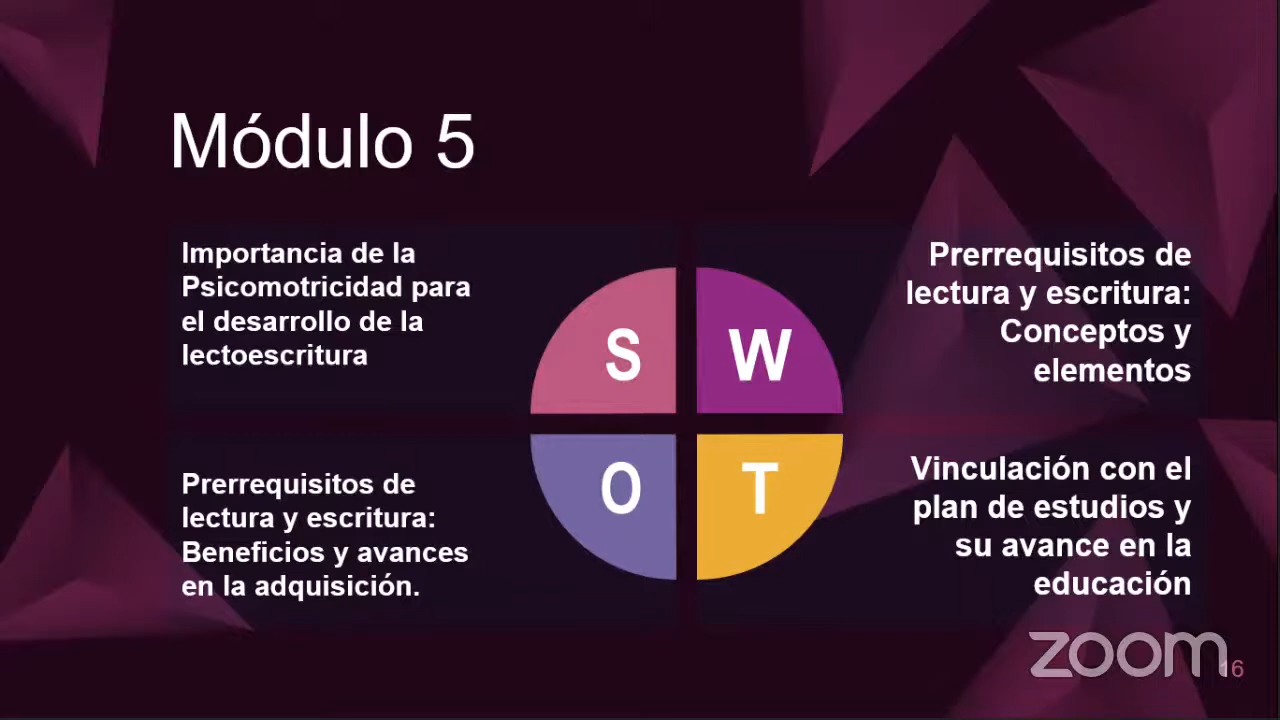 Módulo 5
Importancia de la
Psicomotricidad para
el desarrollo de la
lectoescritura
S
W
Prerrequisitos de
lectura y escritura:
Conceptos y
elementos
Prerrequisitos de
lectura y escritura:
Beneficios y avances
en la adquisición.
O
T
Vinculación con el
plan de estudios y
su avance en la
educación
zoom
16